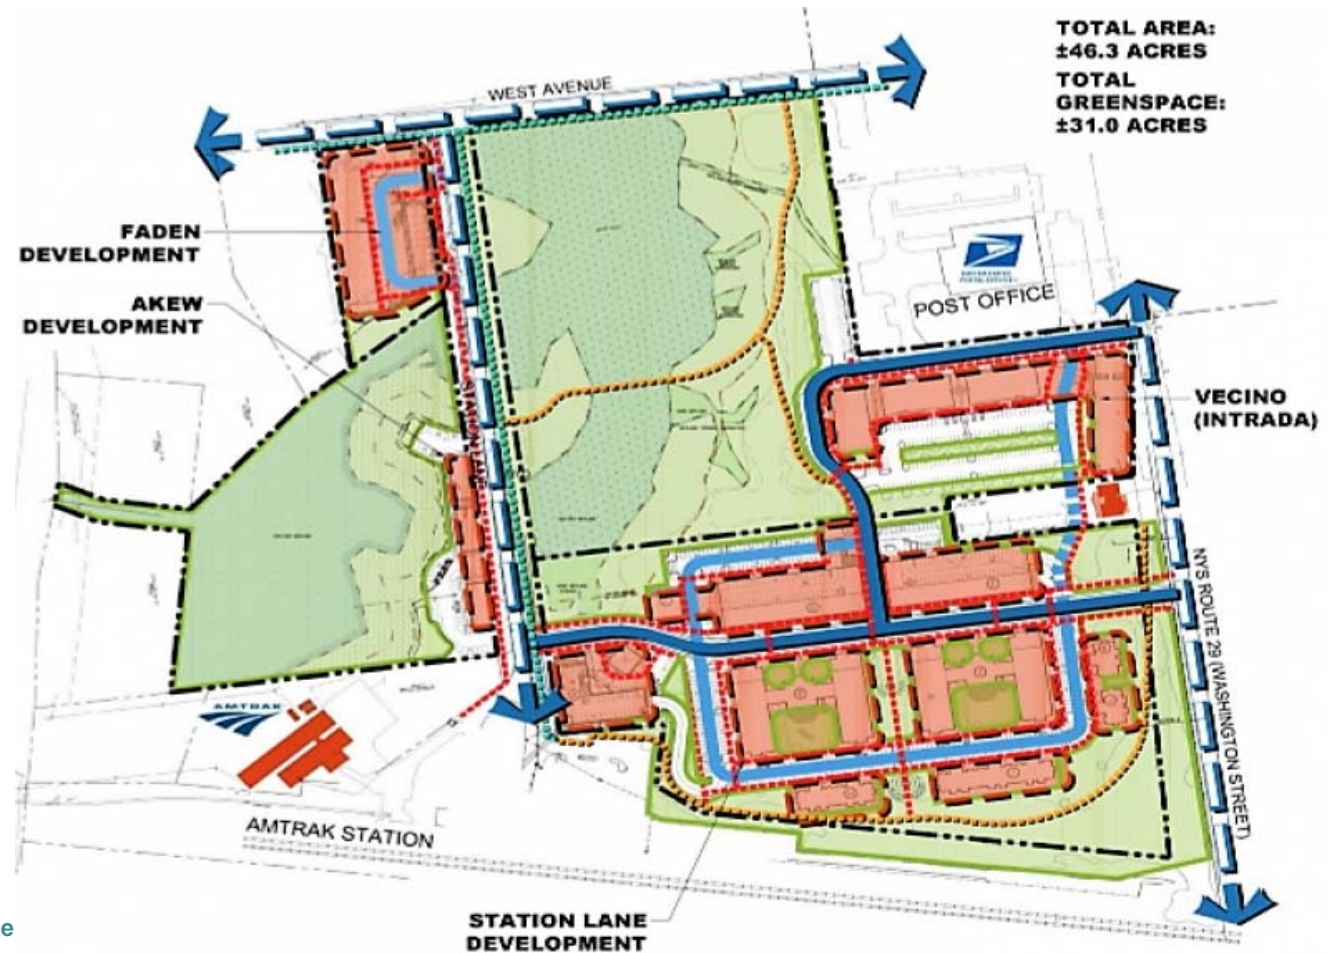 TOTAL AREA:
±46.3 ACRES
TOTAL
GREENSPACE:
±31.0 ACRES
WEST AVENUE
FADEN
DEVELOPMENT
AKEW
DEVELOPMENT
STATION LANE
POST OFFICE
VECINO
(INTRADA)
NYS ROUTE 29 (WASHINGTON STREET)
AMTRAK
AMTRAK STATION
STATION LANE
DEVELOPMENT
e